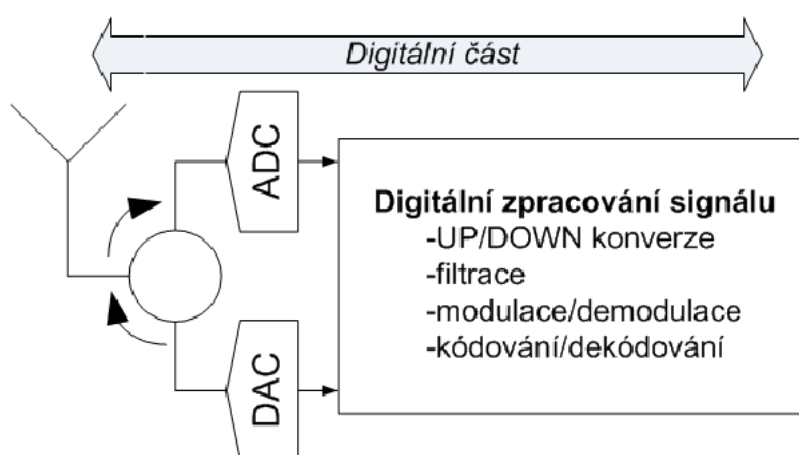 Digitální část
ADC
Digitální zpracování signálu
-UP/DOWN konverze
-filtrace
-modulace/demodulace
-kódování/dekódování
DAC